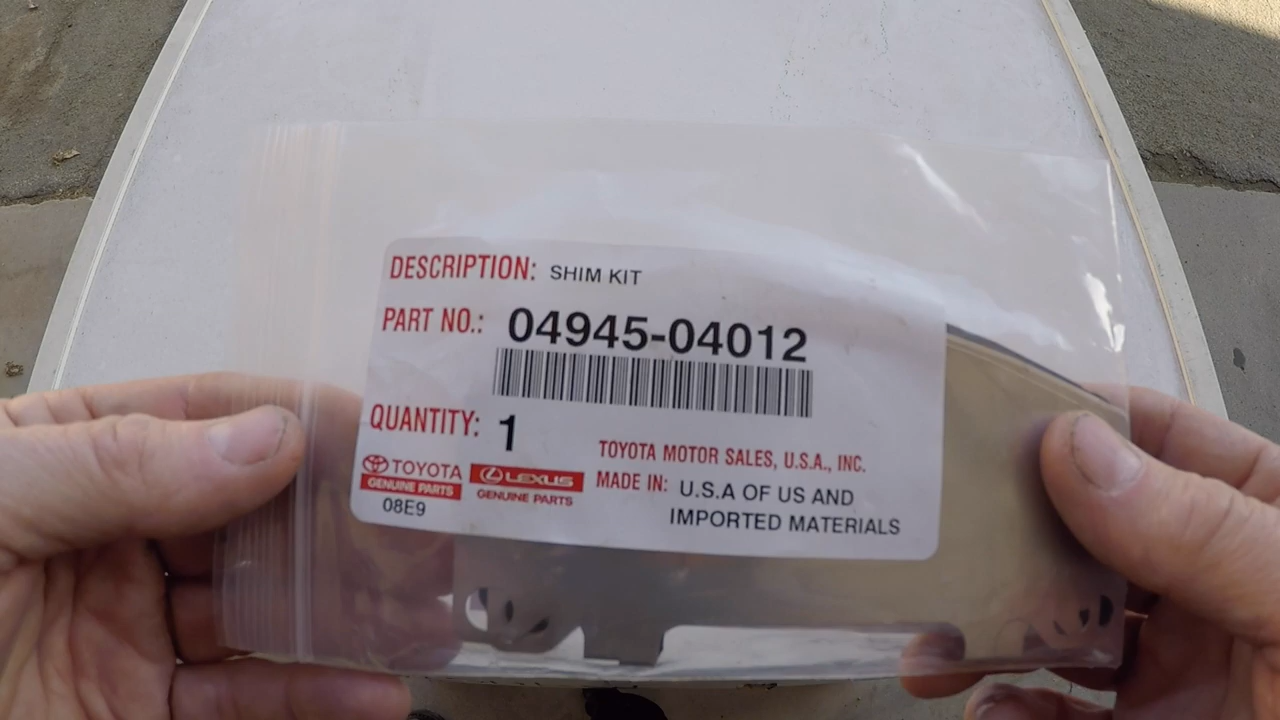 DESCRIPTION: SHIM KIT
PART NO.: 04945-04012
QUANTITY: 1
TOYOTA MOTOR SALES, U.S.A., INC.
TOYOTA
GENUINE PARTS
LEXUS
GENUINE PARTS
MADE IN: U.S.A OF US AND
IMPORTED MATERIALS
08E9